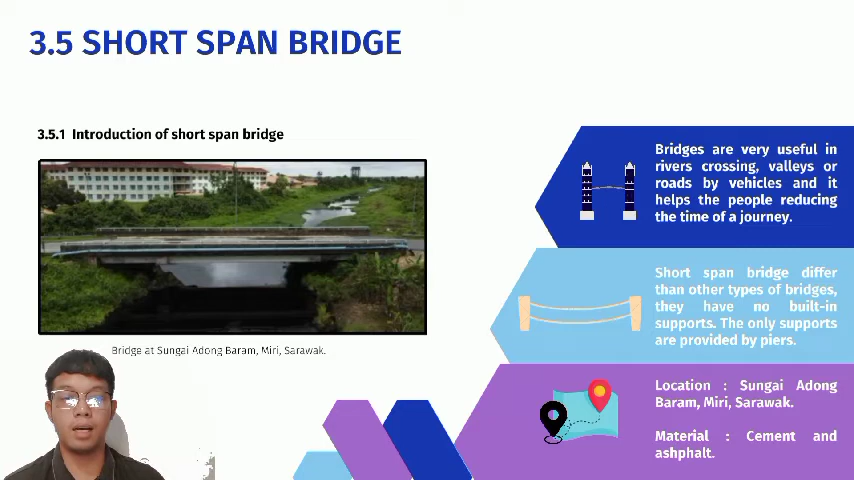 3.5 SHORT SPAN BRIDGE
3.5.1 Introduction of short span bridge
Bridge at Sungai Adong Baram, Miri, Sarawak.
Bridges are very useful in
rivers crossing, valleys or
roads by vehicles and it
helps the people reducing
the time of a journey.
Short span bridge differ
than other types of bridges,
they have no built-in
supports. The only supports
are provided by piers.
Location : Sungai Adong
Baram, Miri, Sarawak.
Material : Cement and
ashphalt.